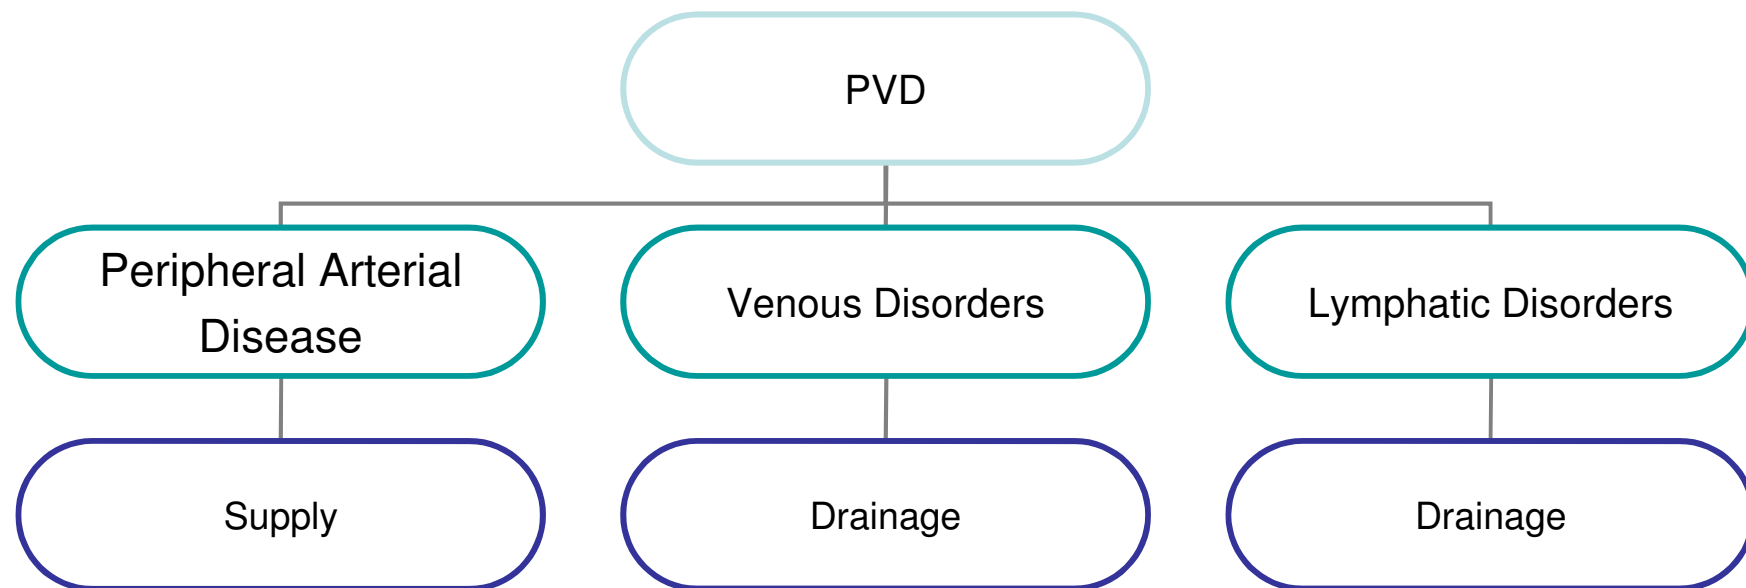 PVD
Peripheral Arterial
Disease
Venous Disorders
Lymphatic Disorders
Supply
Drainage
Drainage